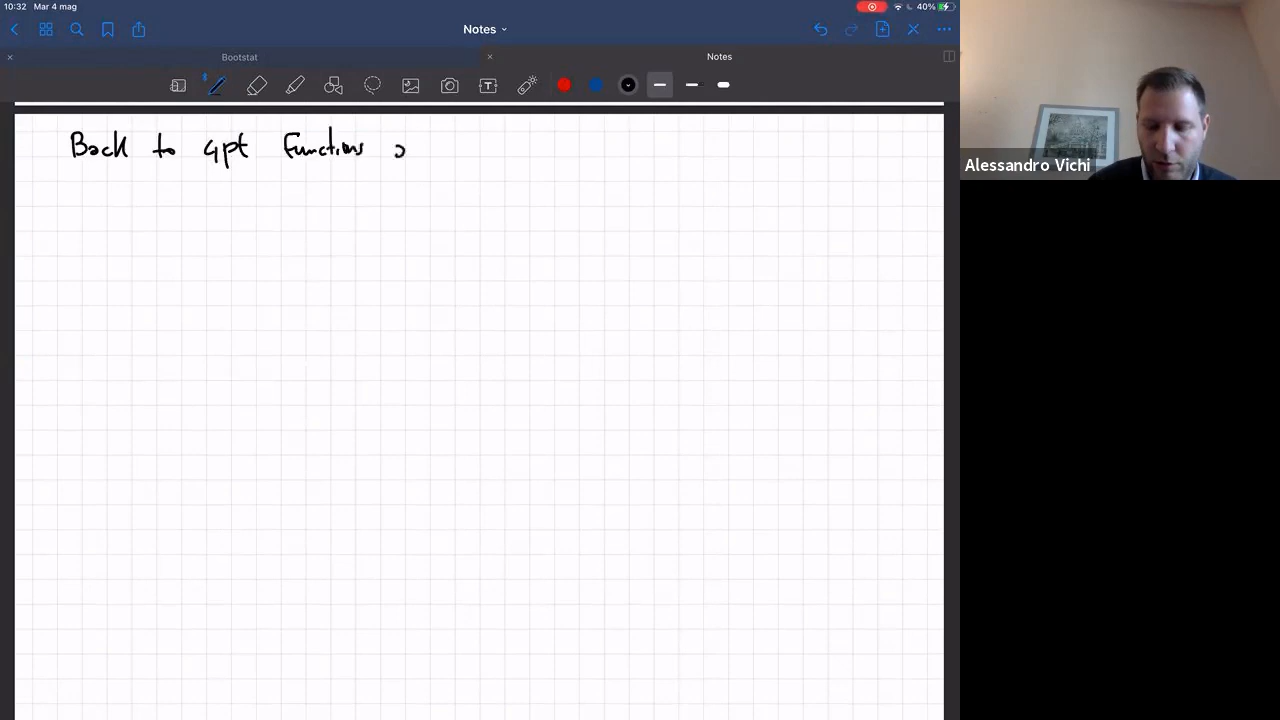 10:32 Mar 4 mag
40%
Notes
Bootstat
Notes
Back to 4pt Functions
Alessandro Vichi